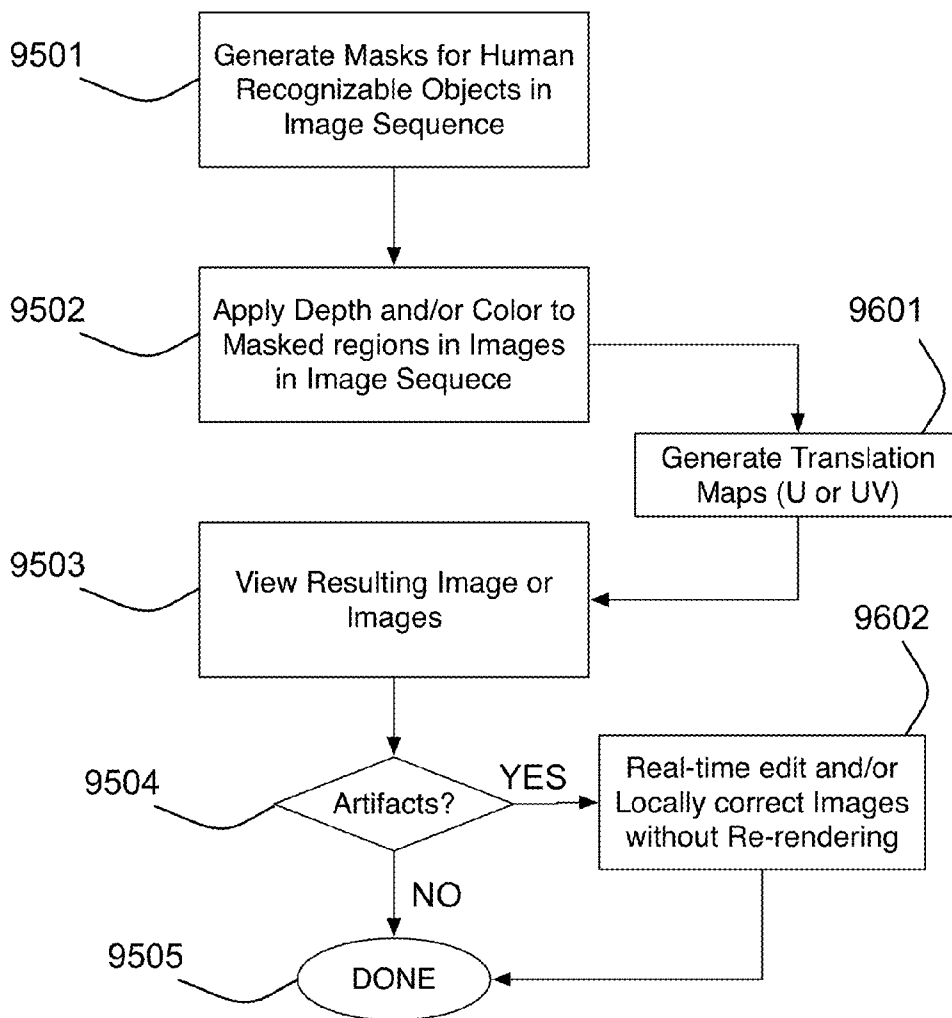 9501
Generate Masks for Human
Recognizable Objects in
Image Sequence
9502
Apply Depth and/or Color to
Masked regions in Images
in Image Sequece
9601
Generate Translation
Maps (U or UV)
9503
View Resulting Image or
Images
9602
9504
Artifacts?
YES
Real-time edit and/or
Locally correct Images
without Re-rendering
NO
9505
DONE